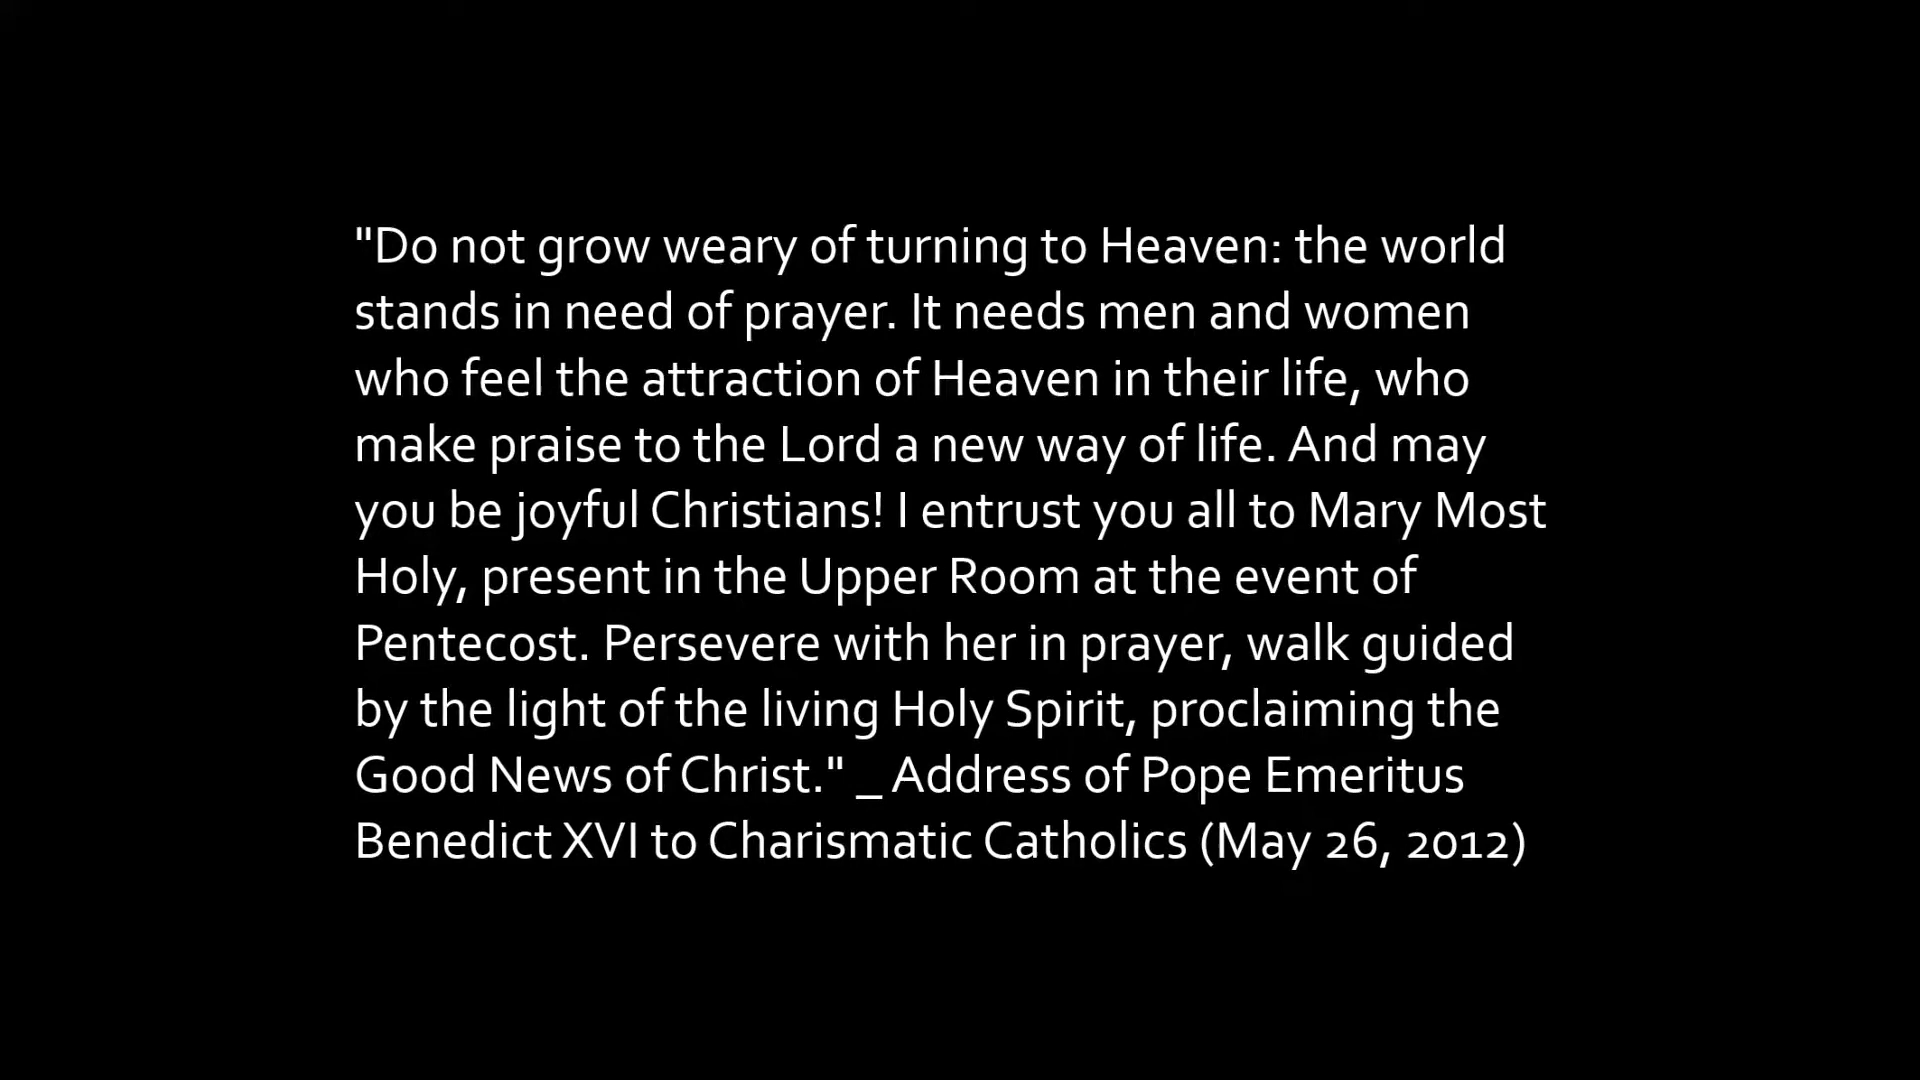 "Do not grow weary of turning to Heaven: the world
stands in need of prayer. It needs men and women
who feel the attraction of Heaven in their life, who
make praise to the Lord a new way of life. And may
you be joyful Christians! I entrust you all to Mary Most
Holy, present in the Upper Room at the event of
Pentecost. Persevere with her in prayer, walk guided
by the light of the living Holy Spirit, proclaiming the
Good News of Christ." _ Address of Pope Emeritus
Benedict XVI to Charismatic Catholics (May 26, 2012)